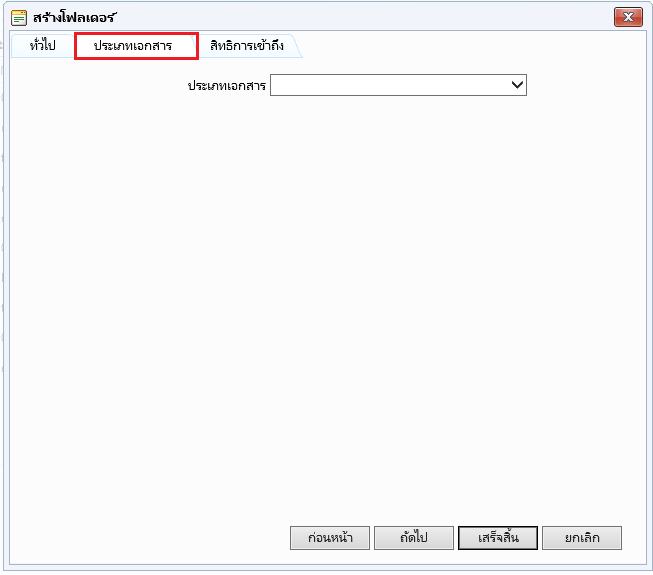 สร้างโฟลเดอร์
ทั่วไป ประเภทเอกสาร สิทธิการเข้าถึง
ประเภทเอกสาร
ก่อนหน้า ถัดไป เสร็จสิ้น ยกเลิก